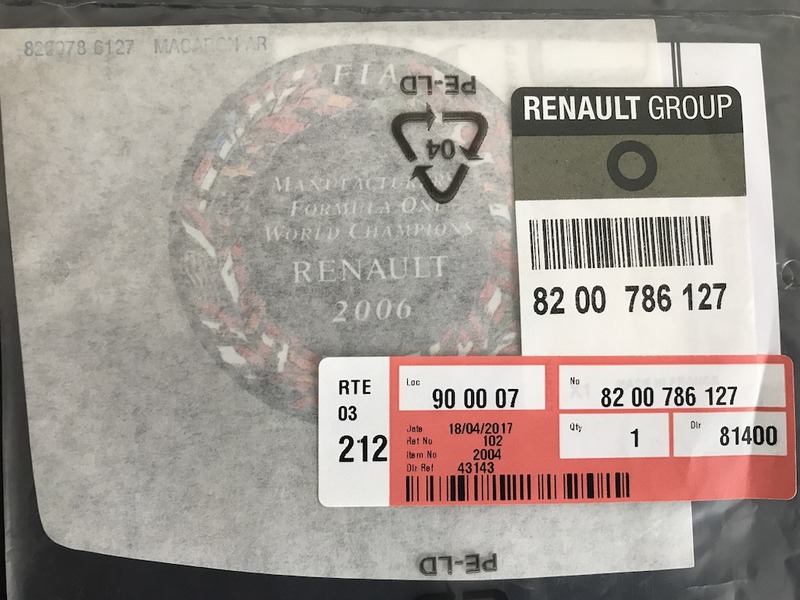 820078 6127 MACARON AR
FIA
MANUFACTURERS
FORMULA ONE
WORLD CHAMPIONS
RENAULT
2006
PE-LD
04
RENAULT GROUP
82 00 786 127
RTE
03
212
Loc
90 00 07
No
82 00 786 127
Date 18/04/2017
Ref No 102
Item No 2004
Dlr Ref 43143
Qty
1
Dlr
81400
PE-LD